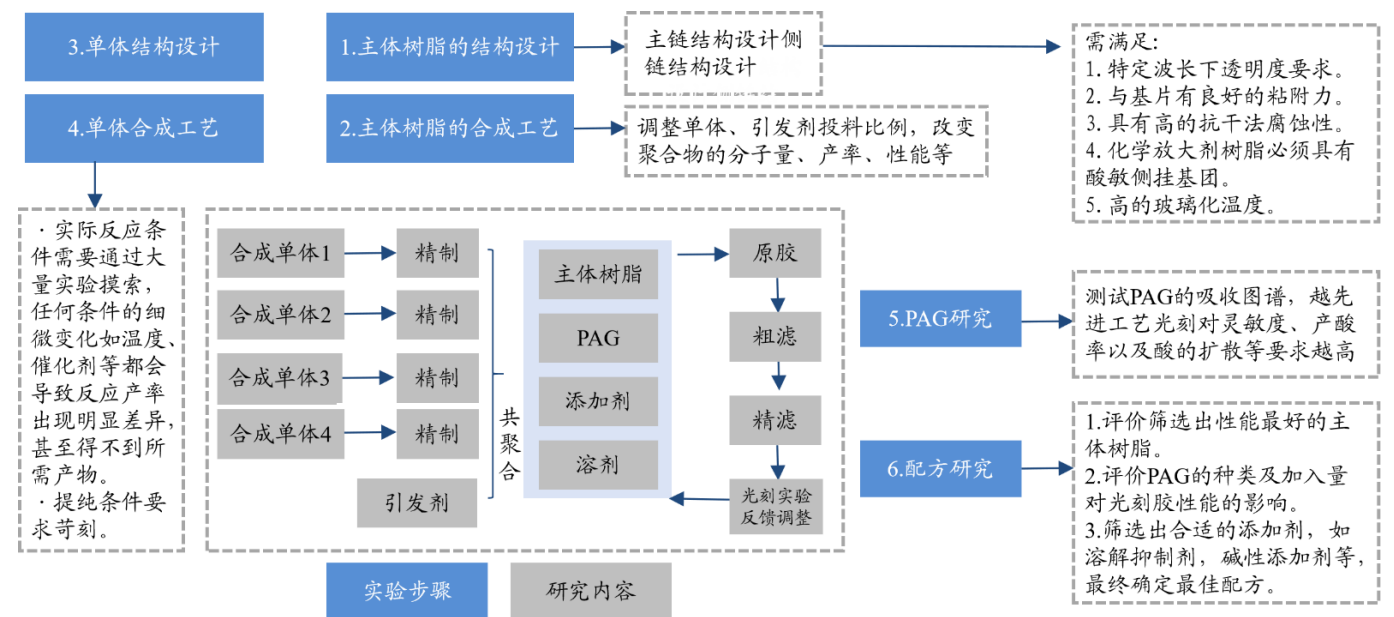 3.单体结构设计
1.主体树脂的结构设计
主链结构设计侧
链结构设计
需满足:
1. 特定波长下透明度要求。
2. 与基片有良好的粘附力。
3. 具有高的抗干法腐蚀性。
4. 化学放大剂树脂必须具有
酸敏侧挂基团。
5. 高的玻璃化温度。
4.单体合成工艺
2.主体树脂的合成工艺
调整单体、引发剂投料比例，改变
聚合物的分子量、产率、性能等
· 实际反应条
件需要通过大
量实验摸索，
任何条件的细
微变化如温度、
催化剂等都会
导致反应产率
出现明显差异，
甚至得不到所
需产物。
· 提纯条件要
求苛刻。
合成单体1
精制
合成单体2
精制
合成单体3
精制
合成单体4
精制
引发剂
共
聚
合
主体树脂
PAG
添加剂
溶剂
原胶
粗滤
精滤
光刻实验
反馈调整
5.PAG研究
测试PAG的吸收图谱，越先
进工艺光刻对灵敏度、产酸
率以及酸的扩散等要求越高
6.配方研究
1.评价筛选出性能最好的主
体树脂。
2.评价PAG的种类及加入量
对光刻胶性能的影响。
3.筛选出合适的添加剂，如
溶解抑制剂，碱性添加剂等，
最终确定最佳配方。
实验步骤
研究内容